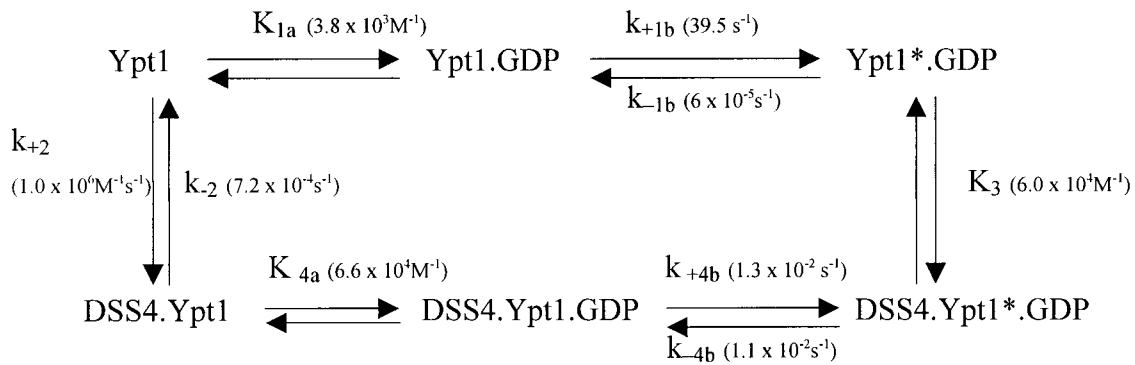 K1a (3.8 x 10³M⁻¹)
k+1b (39.5 s⁻¹)
Ypt1
Ypt1.GDP
Ypt1*.GDP
k–1b (6 x 10⁻⁵s⁻¹)
k+2
(1.0 x 10⁶M⁻¹s⁻¹)
k-2 (7.2 x 10⁻⁴s⁻¹)
K3 (6.0 x 10⁴M⁻¹)
K 4a (6.6 x 10⁴M⁻¹)
k +4b (1.3 x 10⁻² s⁻¹)
DSS4.Ypt1
DSS4.Ypt1.GDP
DSS4.Ypt1*.GDP
k–4b (1.1 x 10⁻²s⁻¹)